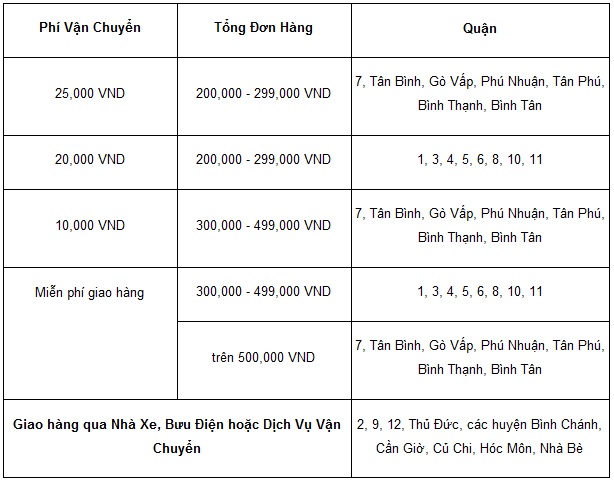 Phí Vận Chuyển
Tổng Đơn Hàng
Quận
25,000 VND
200,000 - 299,000 VND
7, Tân Bình, Gò Vấp, Phú Nhuận, Tân Phú,
Bình Thạnh, Bình Tân
20,000 VND
200,000 - 299,000 VND
1, 3, 4, 5, 6, 8, 10, 11
10,000 VND
300,000 - 499,000 VND
7, Tân Bình, Gò Vấp, Phú Nhuận, Tân Phú,
Bình Thạnh, Bình Tân
Miễn phí giao hàng
300,000 - 499,000 VND
1, 3, 4, 5, 6, 8, 10, 11
trên 500,000 VND
7, Tân Bình, Gò Vấp, Phú Nhuận, Tân Phú,
Bình Thạnh, Bình Tân
Giao hàng qua Nhà Xe, Bưu Điện hoặc Dịch Vụ Vận
Chuyển
2, 9, 12, Thủ Đức, các huyện Bình Chánh,
Cần Giờ, Củ Chi, Hóc Môn, Nhà Bè